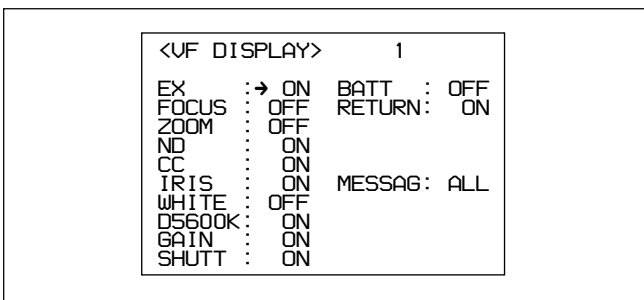 <VF DISPLAY> 1
EX :→ ON BATT : OFF
FOCUS : OFF RETURN: ON
ZOOM : OFF
ND : ON
CC : ON
IRIS : ON MESSAG: ALL
WHITE : OFF
D5600K: ON
GAIN : ON
SHUTT : ON